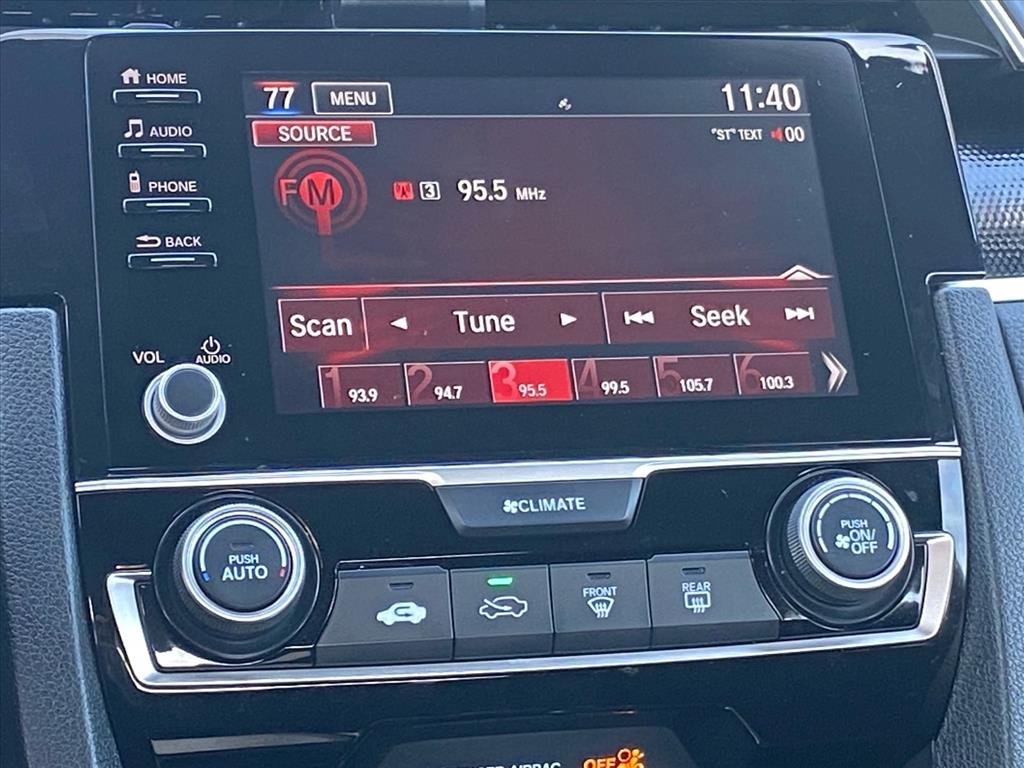 HOME
77 MENU 11:40
AUDIO
SOURCE
"ST" TEXT 00
PHONE
FM 3 95.5 MHz
BACK
Scan Tune Seek
VOL AUDIO
1 93.9 2 94.7 3 95.5 4 99.5 5 105.7 6 100.3
CLIMATE
PUSH
AUTO
PUSH
ON/
OFF
FRONT
REAR
AIRBAG OFF